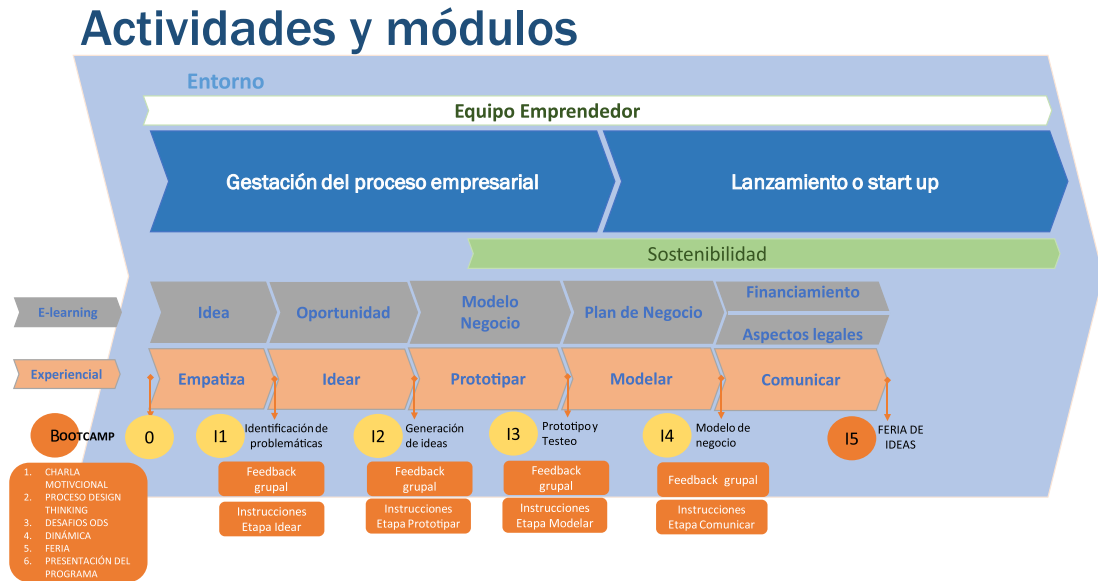 Actividades y módulos
Entorno
Equipo Emprendedor
Gestación del proceso empresarial
Lanzamiento o start up
Sostenibilidad
E-learning
Idea
Oportunidad
Modelo
Negocio
Plan de Negocio
Financiamiento
Aspectos legales
Experiencial
Empatiza
Idear
Prototipar
Modelar
Comunicar
BOOTCAMP
0
I1
Identificación de
problemáticas
I2
Generación
de ideas
I3
Prototipo y
Testeo
I4
Modelo de
negocio
I5
FERIA DE
IDEAS
1. CHARLA
MOTIVCIONAL
2. PROCESO DESIGN
THINKING
3. DESAFIOS ODS
4. DINÁMICA
5. FERIA
6. PRESENTACIÓN DEL
PROGRAMA
Feedback
grupal
Instrucciones
Etapa Idear
Feedback
grupal
Instrucciones
Etapa Prototipar
Feedback
grupal
Instrucciones
Etapa Modelar
Feedback grupal
Instrucciones
Etapa Comunicar